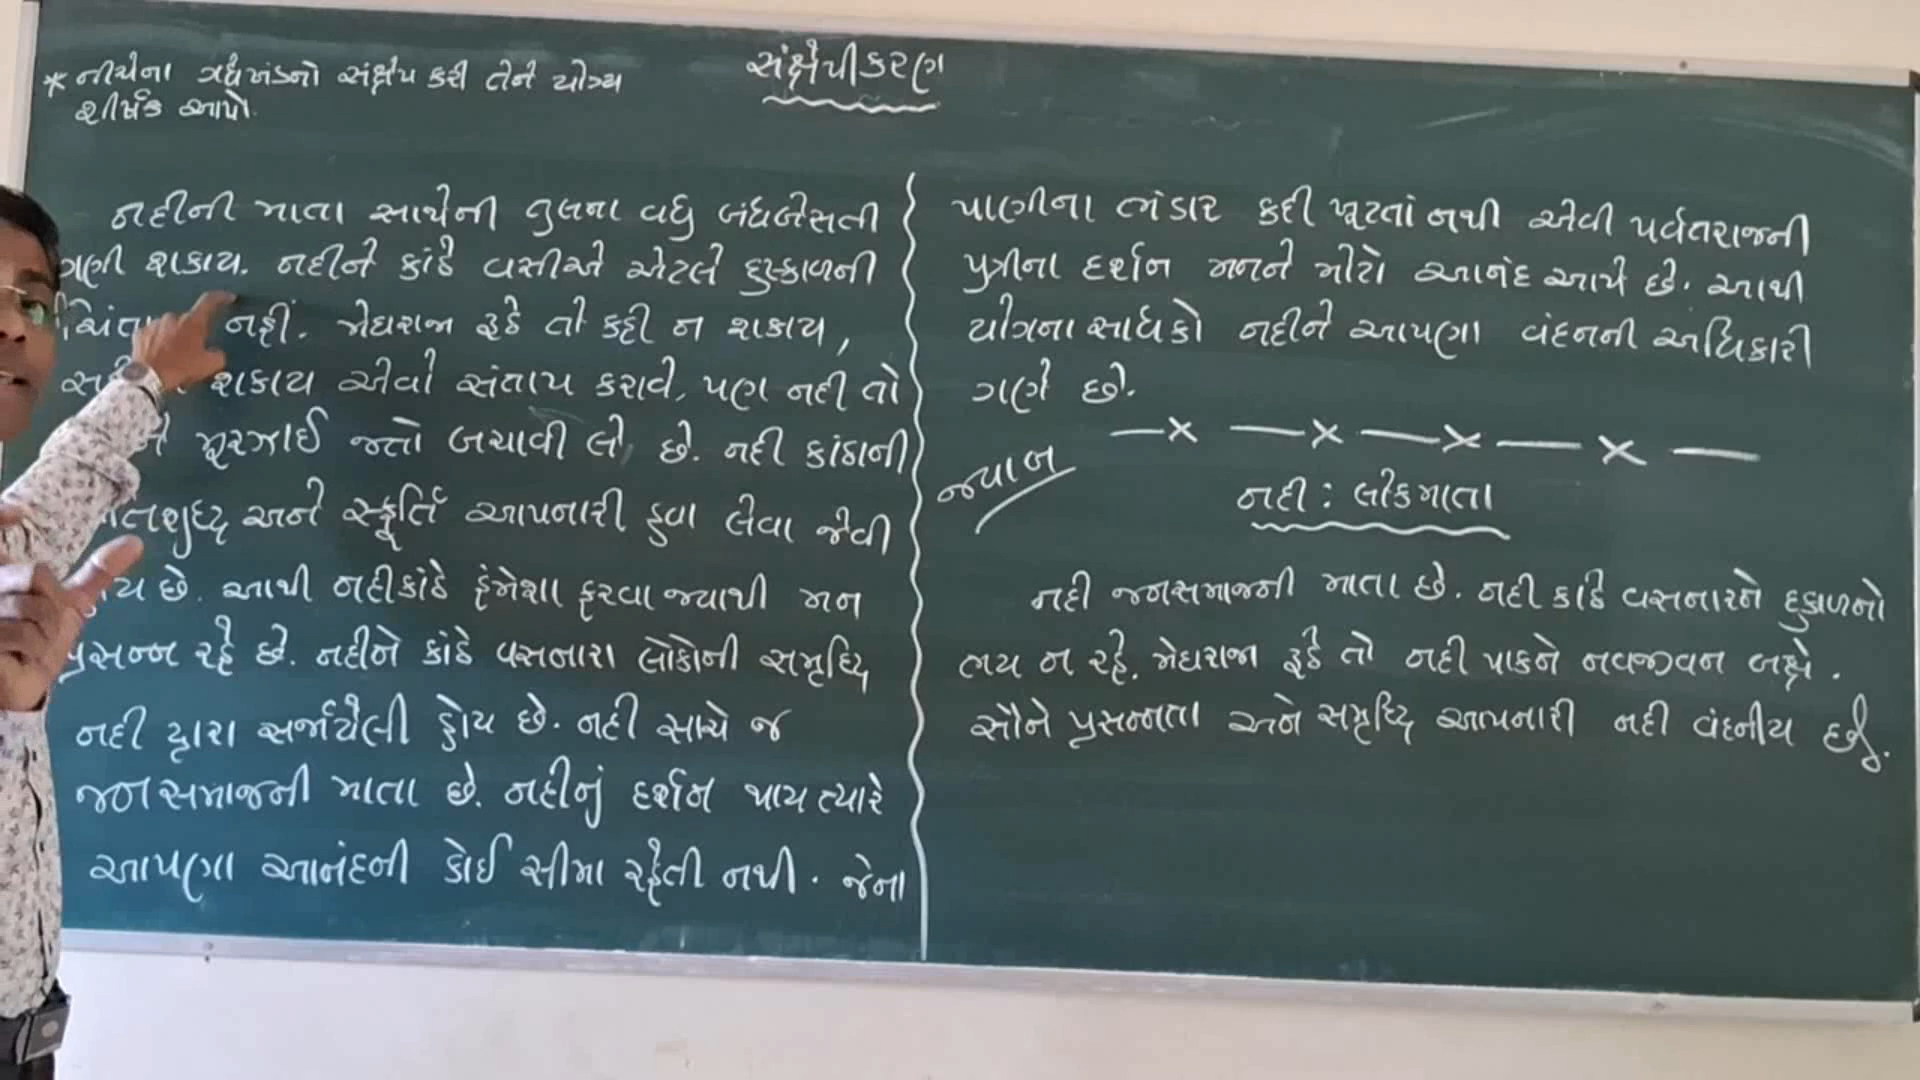 સંક્ષેપીકરણ
* નીચેના ગદ્યખંડનો સંક્ષેપ કરી તેને યોગ્ય
શીર્ષક આપો.
નદીની માતા સાથેની તુલના વધુ બંધબેસતી
ગણી શકાય. નદીને કાંઠે વસીએ એટલે દુષ્કાળની
નહીં. મેઘરાજા રૂઠે તો કહી ન શકાય,
શકાય એવો સંતાપ કરાવે, પણ નદી તો
મૂરઝાઈ જતો બચાવી લે છે. નદી કાંઠાની
અને સ્ફૂર્તિ આપનારી હવા લેવા જેવી
છે. આથી નદીકાંઠે હંમેશા ફરવા જવાથી મન
પ્રસન્ન રહે છે. નદીને કાંઠે વસનારા લોકોની સમૃધ્ધિ
નદી દ્વારા સર્જાયેલી હોય છે. નદી સાચે જ
જનસમાજની માતા છે. નદીનું દર્શન થાય ત્યારે
આપણા આનંદની કોઈ સીમા રહેતી નથી. જેના
પાણીના ભંડાર કદી ખૂટતાં નથી એવી પર્વતરાજની
પુત્રીના દર્શન મનને મોટો આનંદ આપે છે. આથી
યોગના સાધકો નદીને આપણા વંદનની અધિકારી
ગણે છે.
—x —x —x —x —
જવાબ
નદી : લોકમાતા
નદી જનસમાજની માતા છે. નદી કાંઠે વસનારને દુકાળનો
ભય ન રહે. મેઘરાજા રૂઠે તો નદી પાકને નવજીવન બક્ષે.
સૌને પ્રસન્નતા અને સમૃધ્ધિ આપનારી નદી વંદનીય છે.